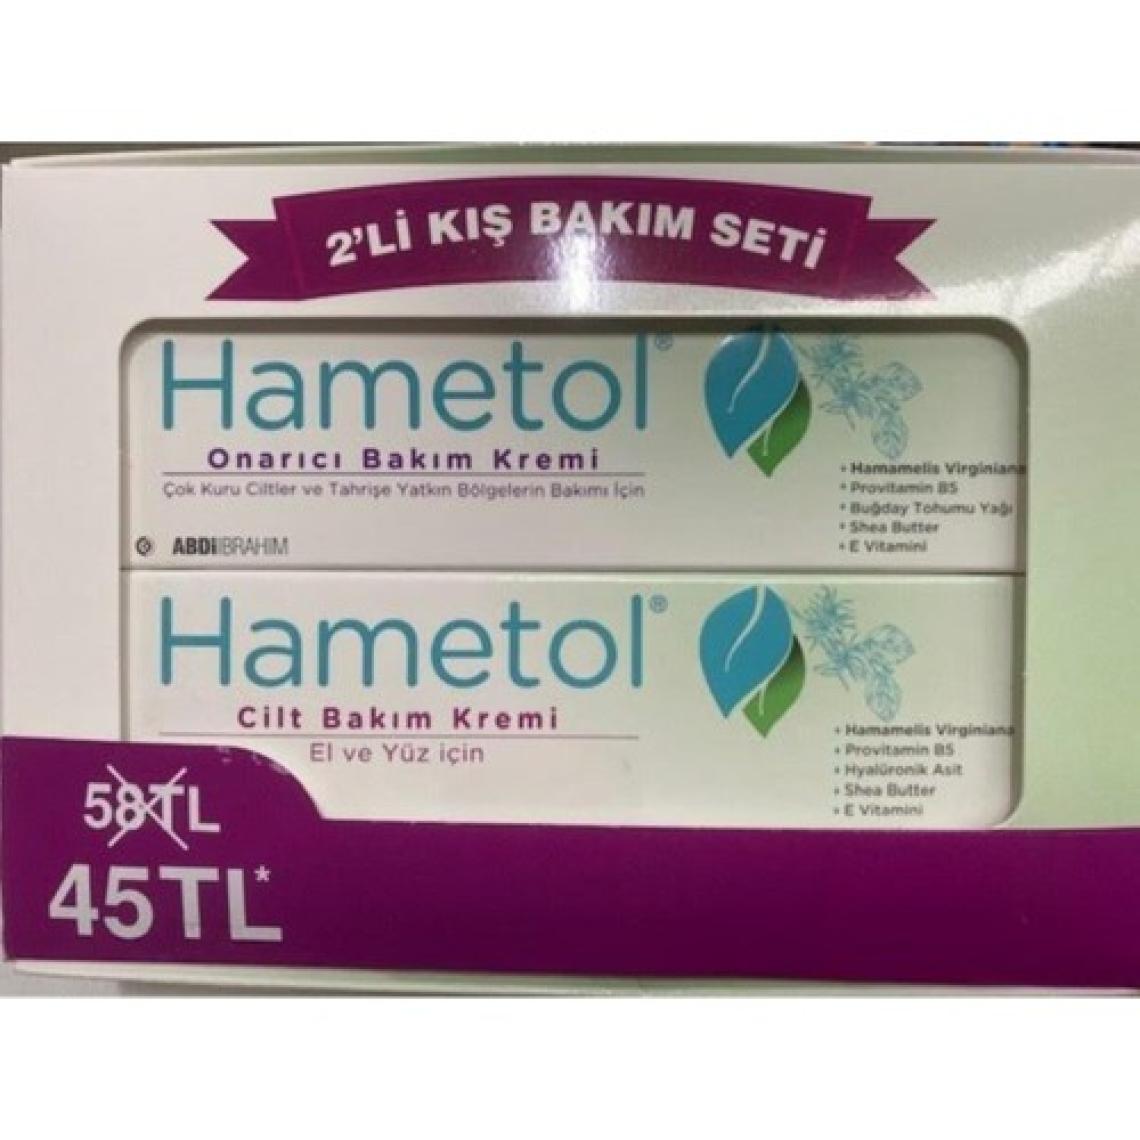 2'Lİ KIŞ BAKIM SETİ
Hametol®
Onarıcı Bakım Kremi
Çok Kuru Ciltler ve Tahrişe Yatkın Bölgelerin Bakımı İçin
+ Hamamelis Virginiana
+ Provitamin B5
+ Buğday Tohumu Yağı
+ Shea Butter
+ E Vitamini
ABDİ İBRAHİM
Hametol®
Cilt Bakım Kremi
El ve Yüz için
+ Hamamelis Virginiana
+ Provitamin B5
+ Hyalüronik Asit
+ Shea Butter
+ E Vitamini
58TL
45TL*